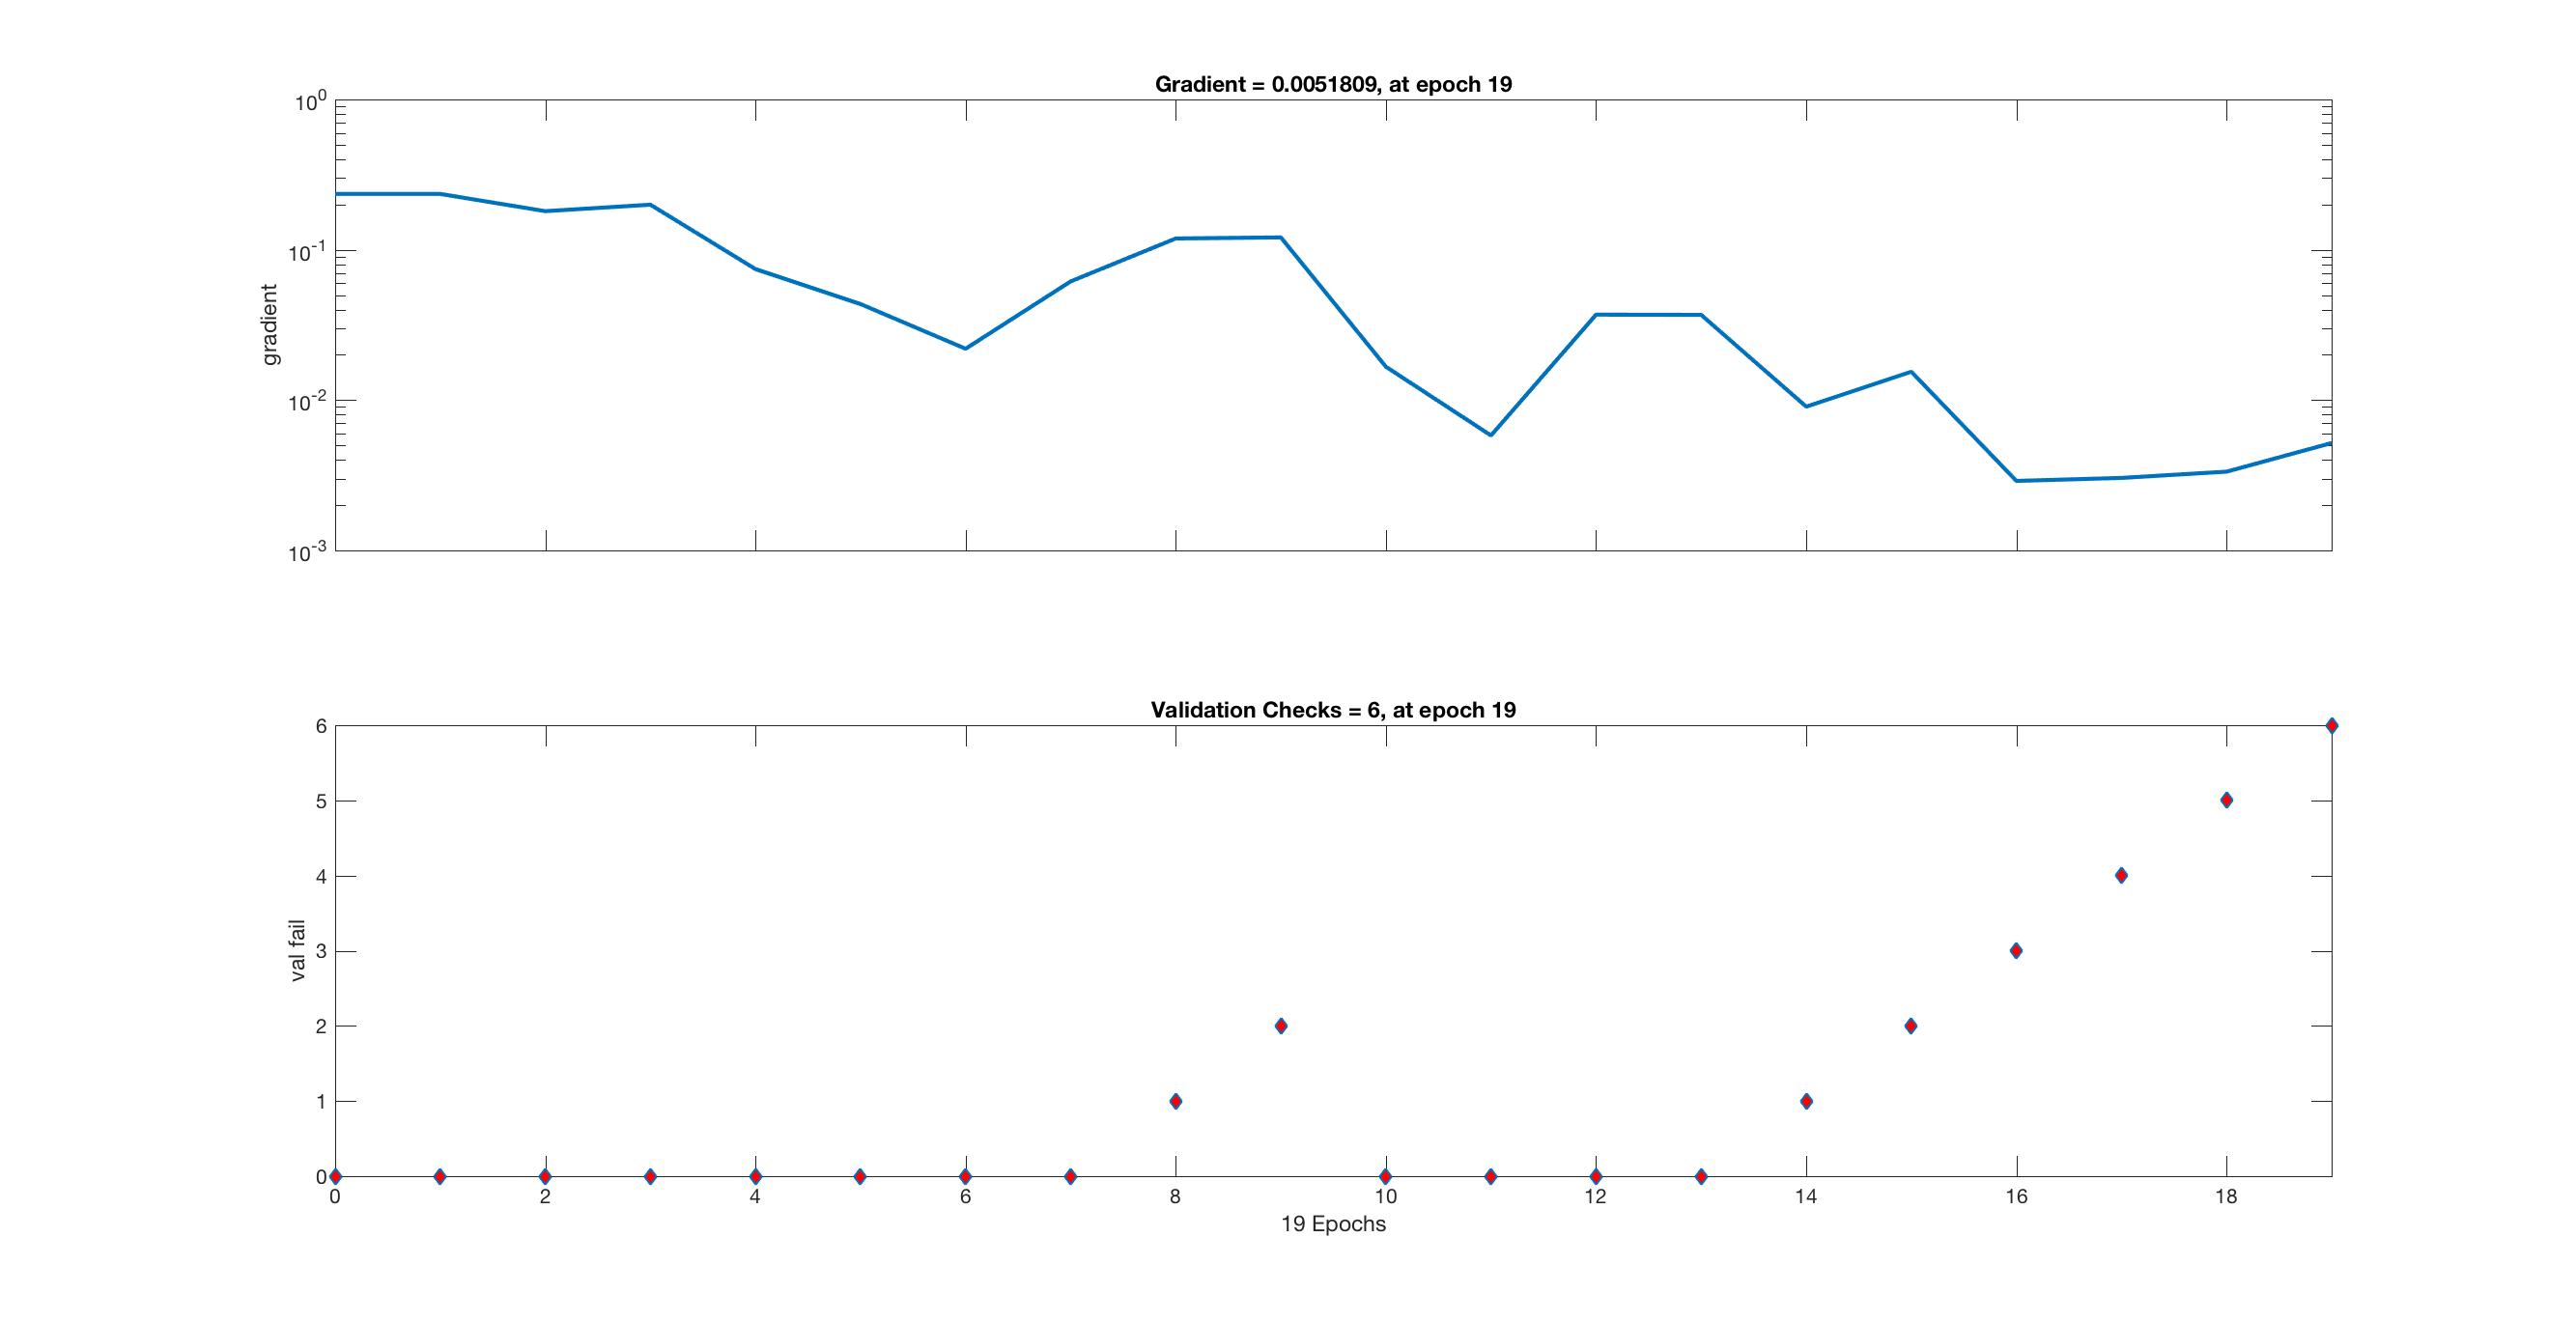 Gradient = 0.0051809, at epoch 19
10^0
10^-1
10^-2
10^-3
gradient
Validation Checks = 6, at epoch 19
6
5
4
3
2
1
0
val fail
0 2 4 6 8 10 12 14 16 18
19 Epochs